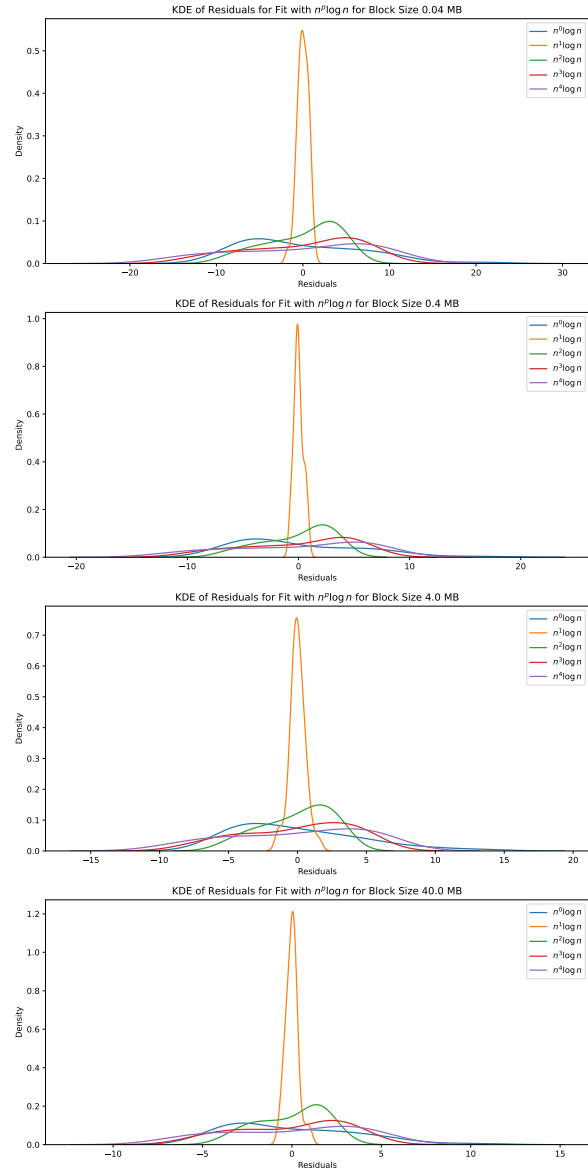 KDE of Residuals for Fit with n^p log n for Block Size 0.04 MB
0.5
0.4
0.3
0.2
0.1
0.0
Density
−20 −10 0 10 20 30
Residuals
n^0 log n
n^1 log n
n^2 log n
n^3 log n
n^4 log n
KDE of Residuals for Fit with n^p log n for Block Size 0.4 MB
1.0
0.8
0.6
0.4
0.2
0.0
Density
−20 −10 0 10 20
Residuals
n^0 log n
n^1 log n
n^2 log n
n^3 log n
n^4 log n
KDE of Residuals for Fit with n^p log n for Block Size 4.0 MB
0.7
0.6
0.5
0.4
0.3
0.2
0.1
0.0
Density
−15 −10 −5 0 5 10 15 20
Residuals
n^0 log n
n^1 log n
n^2 log n
n^3 log n
n^4 log n
KDE of Residuals for Fit with n^p log n for Block Size 40.0 MB
1.2
1.0
0.8
0.6
0.4
0.2
0.0
Density
−10 −5 0 5 10 15
Residuals
n^0 log n
n^1 log n
n^2 log n
n^3 log n
n^4 log n